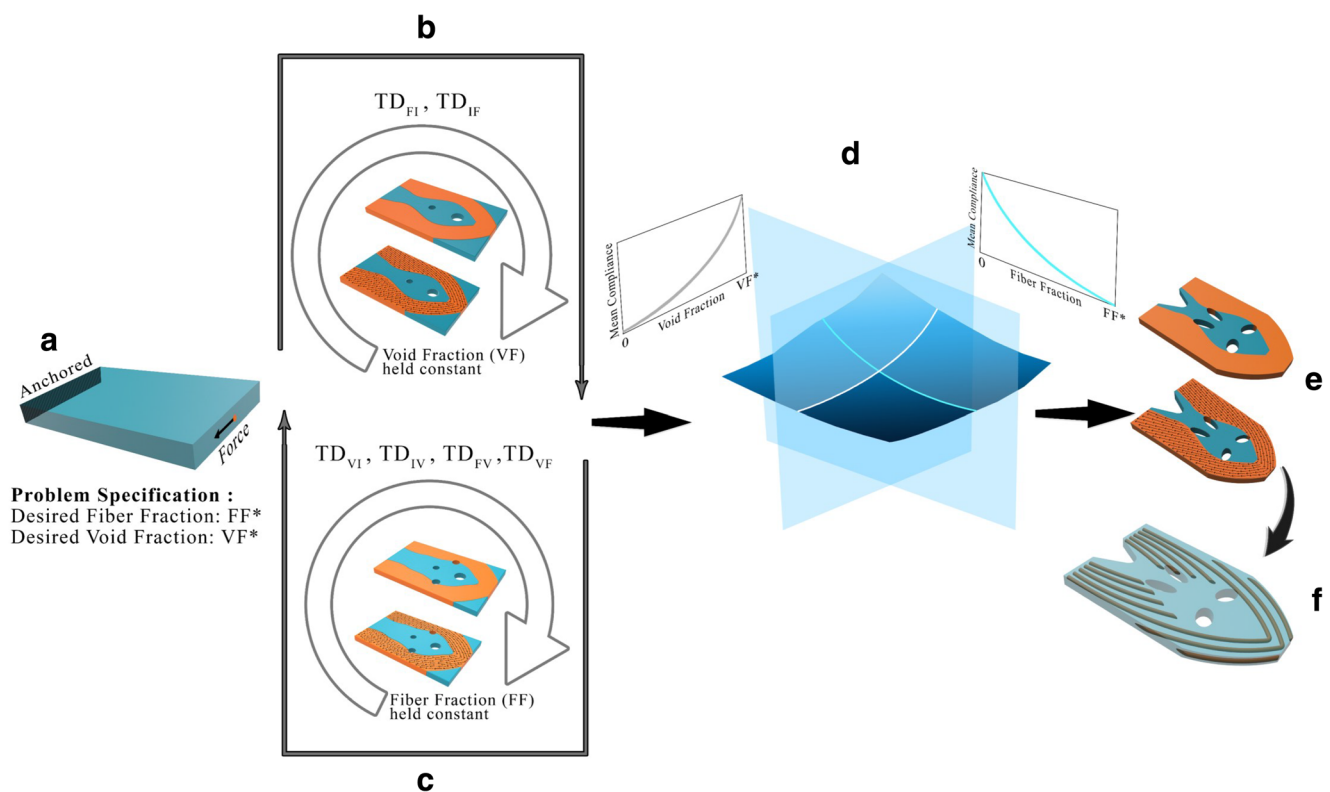 b
TD_FI , TD_IF
Void Fraction (VF)
held constant
a
Anchored
Force
Problem Specification :
Desired Fiber Fraction: FF*
Desired Void Fraction: VF*
TD_VI , TD_IV , TD_FV , TD_VF
Fiber Fraction (FF)
held constant
c
d
Mean Compliance
0
Void Fraction
VF*
Mean Compliance
0
Fiber Fraction
FF*
e
f